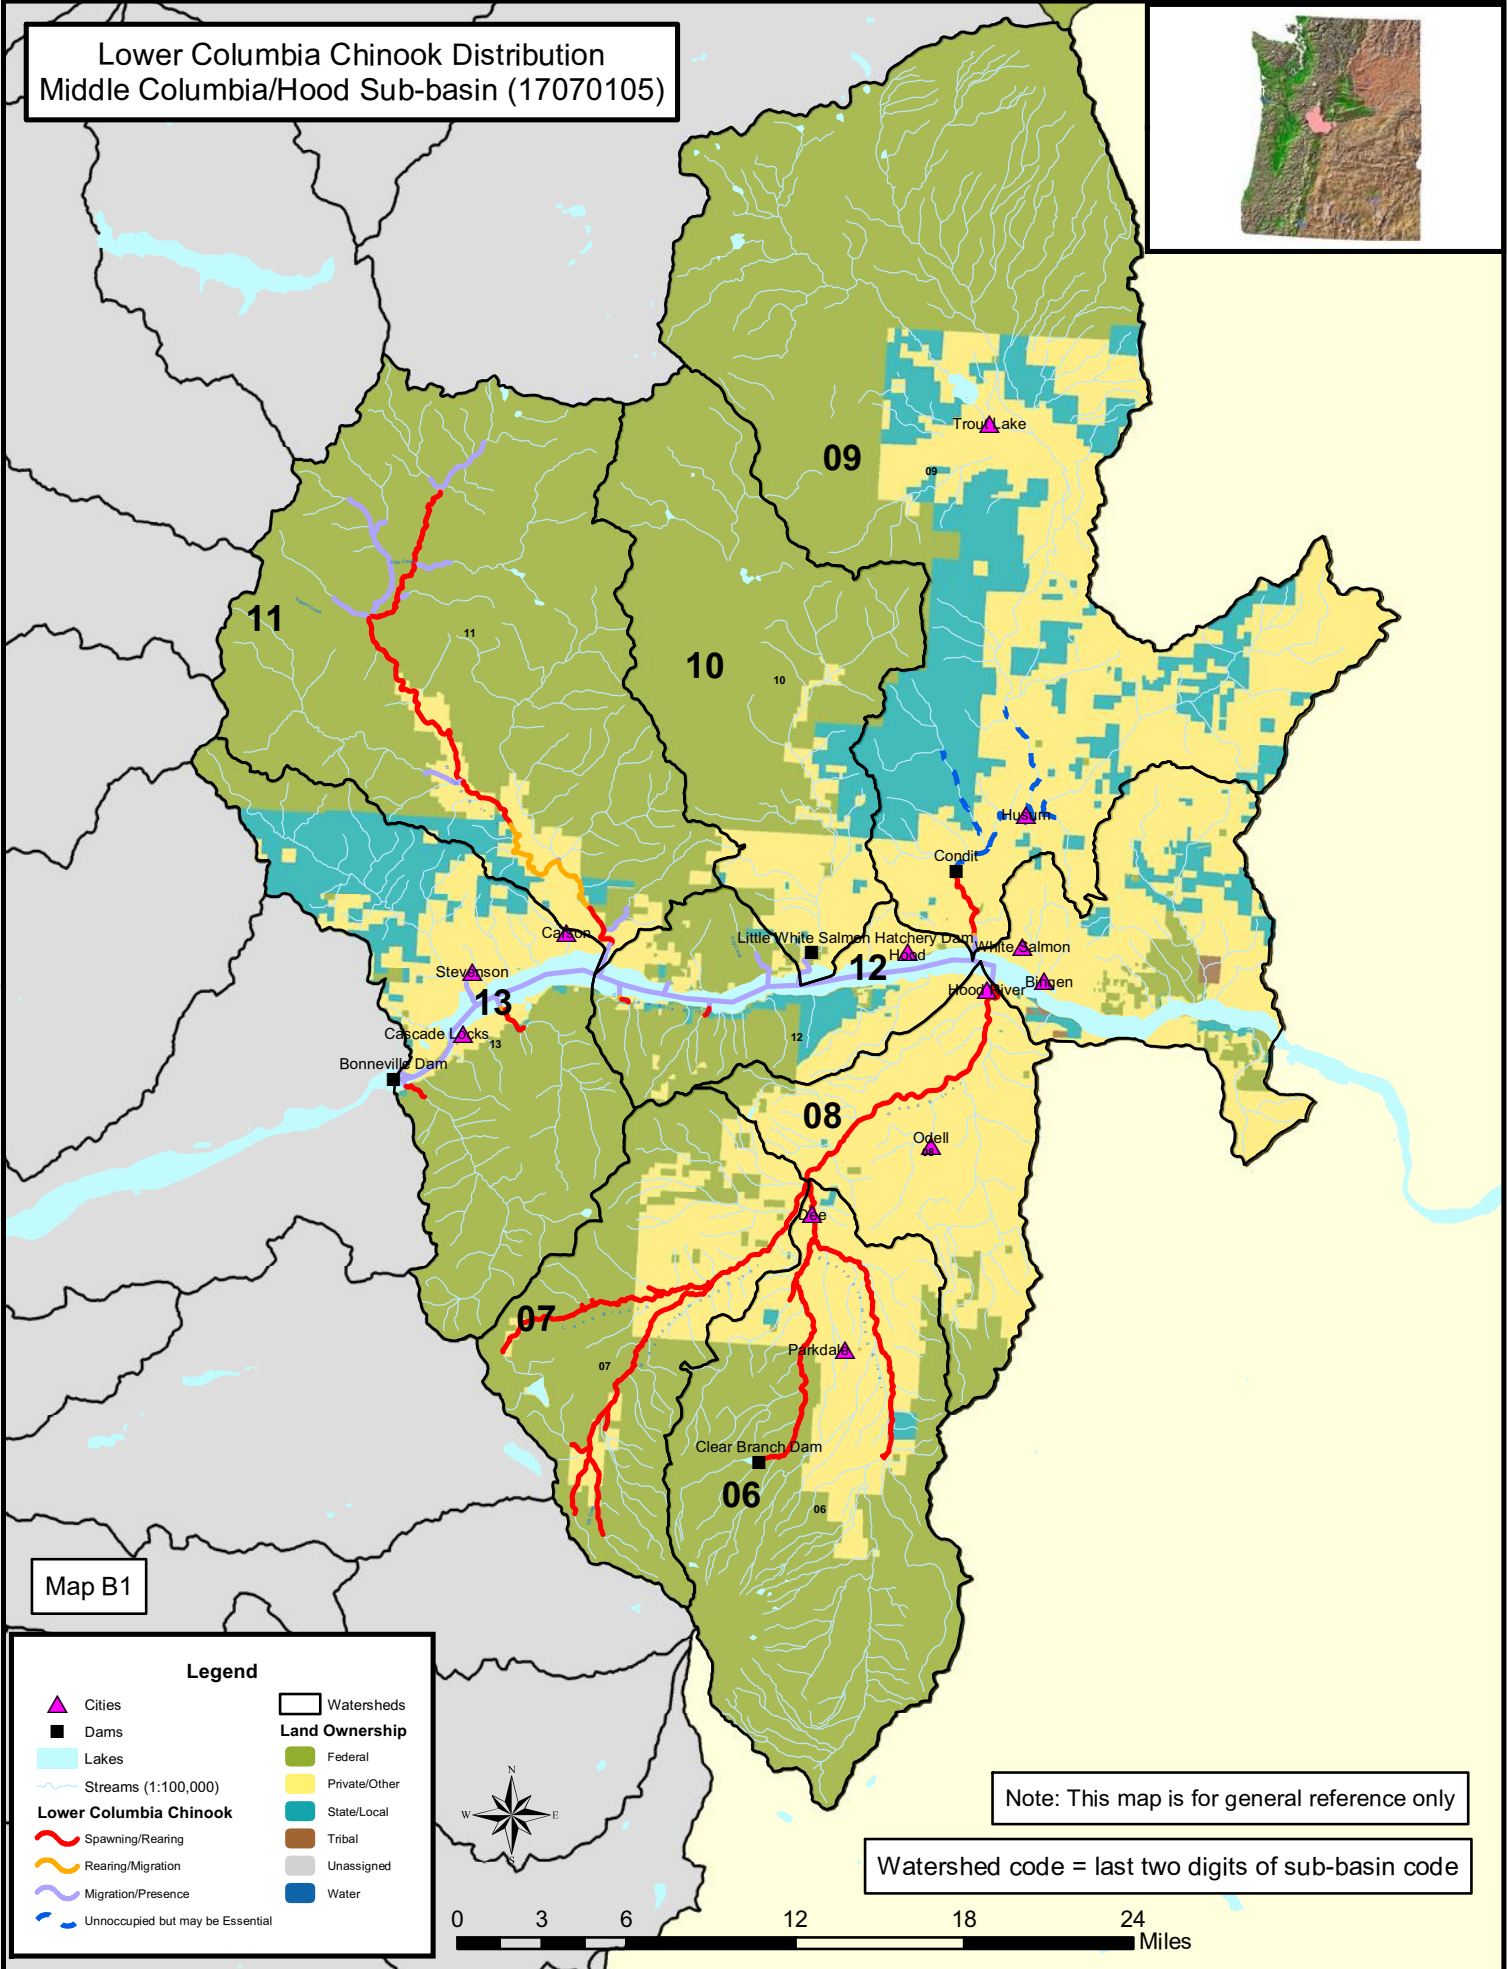 Lower Columbia Chinook Distribution
Middle Columbia/Hood Sub-basin (17070105)
09
Trout Lake
09
11
11
10
10
Husum
Condit
Carson
Little White Salmon Hatchery Dam
Hood
White Salmon
12
Stevenson
Hood River
Bingen
13
Cascade Locks
13
12
Bonneville Dam
08
Odell
08
Dee
07
07
Parkdale
Clear Branch Dam
06
06
Map B1
Legend
Cities
Dams
Lakes
Streams (1:100,000)
Lower Columbia Chinook
Spawning/Rearing
Rearing/Migration
Migration/Presence
Unnoccupied but may be Essential
Watersheds
Land Ownership
Federal
Private/Other
State/Local
Tribal
Unassigned
Water
N
W
E
S
0 3 6 12 18 24
Miles
Note: This map is for general reference only
Watershed code = last two digits of sub-basin code